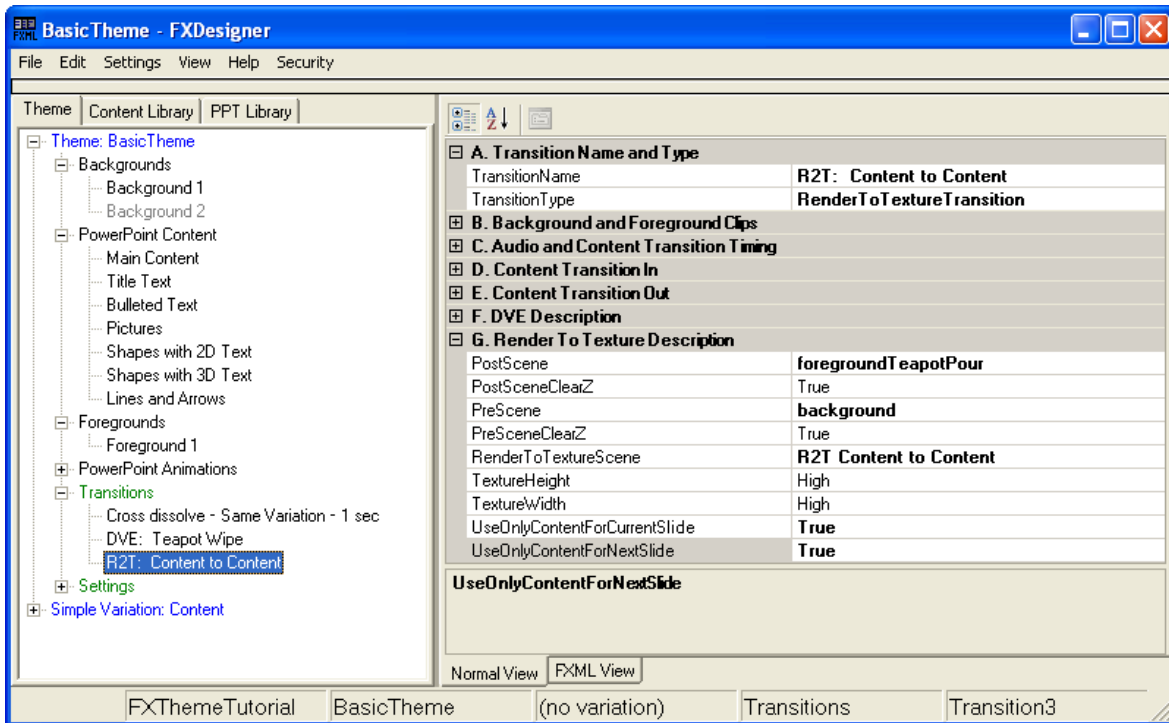 BasicTheme - FXDesigner
File Edit Settings View Help Security
Theme Content Library PPT Library
Theme: BasicTheme
Backgrounds
Background 1
Background 2
PowerPoint Content
Main Content
Title Text
Bulleted Text
Pictures
Shapes with 2D Text
Shapes with 3D Text
Lines and Arrows
Foregrounds
Foreground 1
PowerPoint Animations
Transitions
Cross dissolve - Same Variation - 1 sec
DVE: Teapot Wipe
R2T: Content to Content
Settings
Simple Variation: Content
A. Transition Name and Type
TransitionName R2T: Content to Content
TransitionType RenderToTextureTransition
B. Background and Foreground Clips
C. Audio and Content Transition Timing
D. Content Transition In
E. Content Transition Out
F. DVE Description
G. Render To Texture Description
PostScene foregroundTeapotPour
PostSceneClearZ True
PreScene background
PreSceneClearZ True
RenderToTextureScene R2T Content to Content
TextureHeight High
TextureWidth High
UseOnlyContentForCurrentSlide True
UseOnlyContentForNextSlide True
UseOnlyContentForNextSlide
Normal View FXML View
FXThemeTutorial BasicTheme (no variation) Transitions Transition3